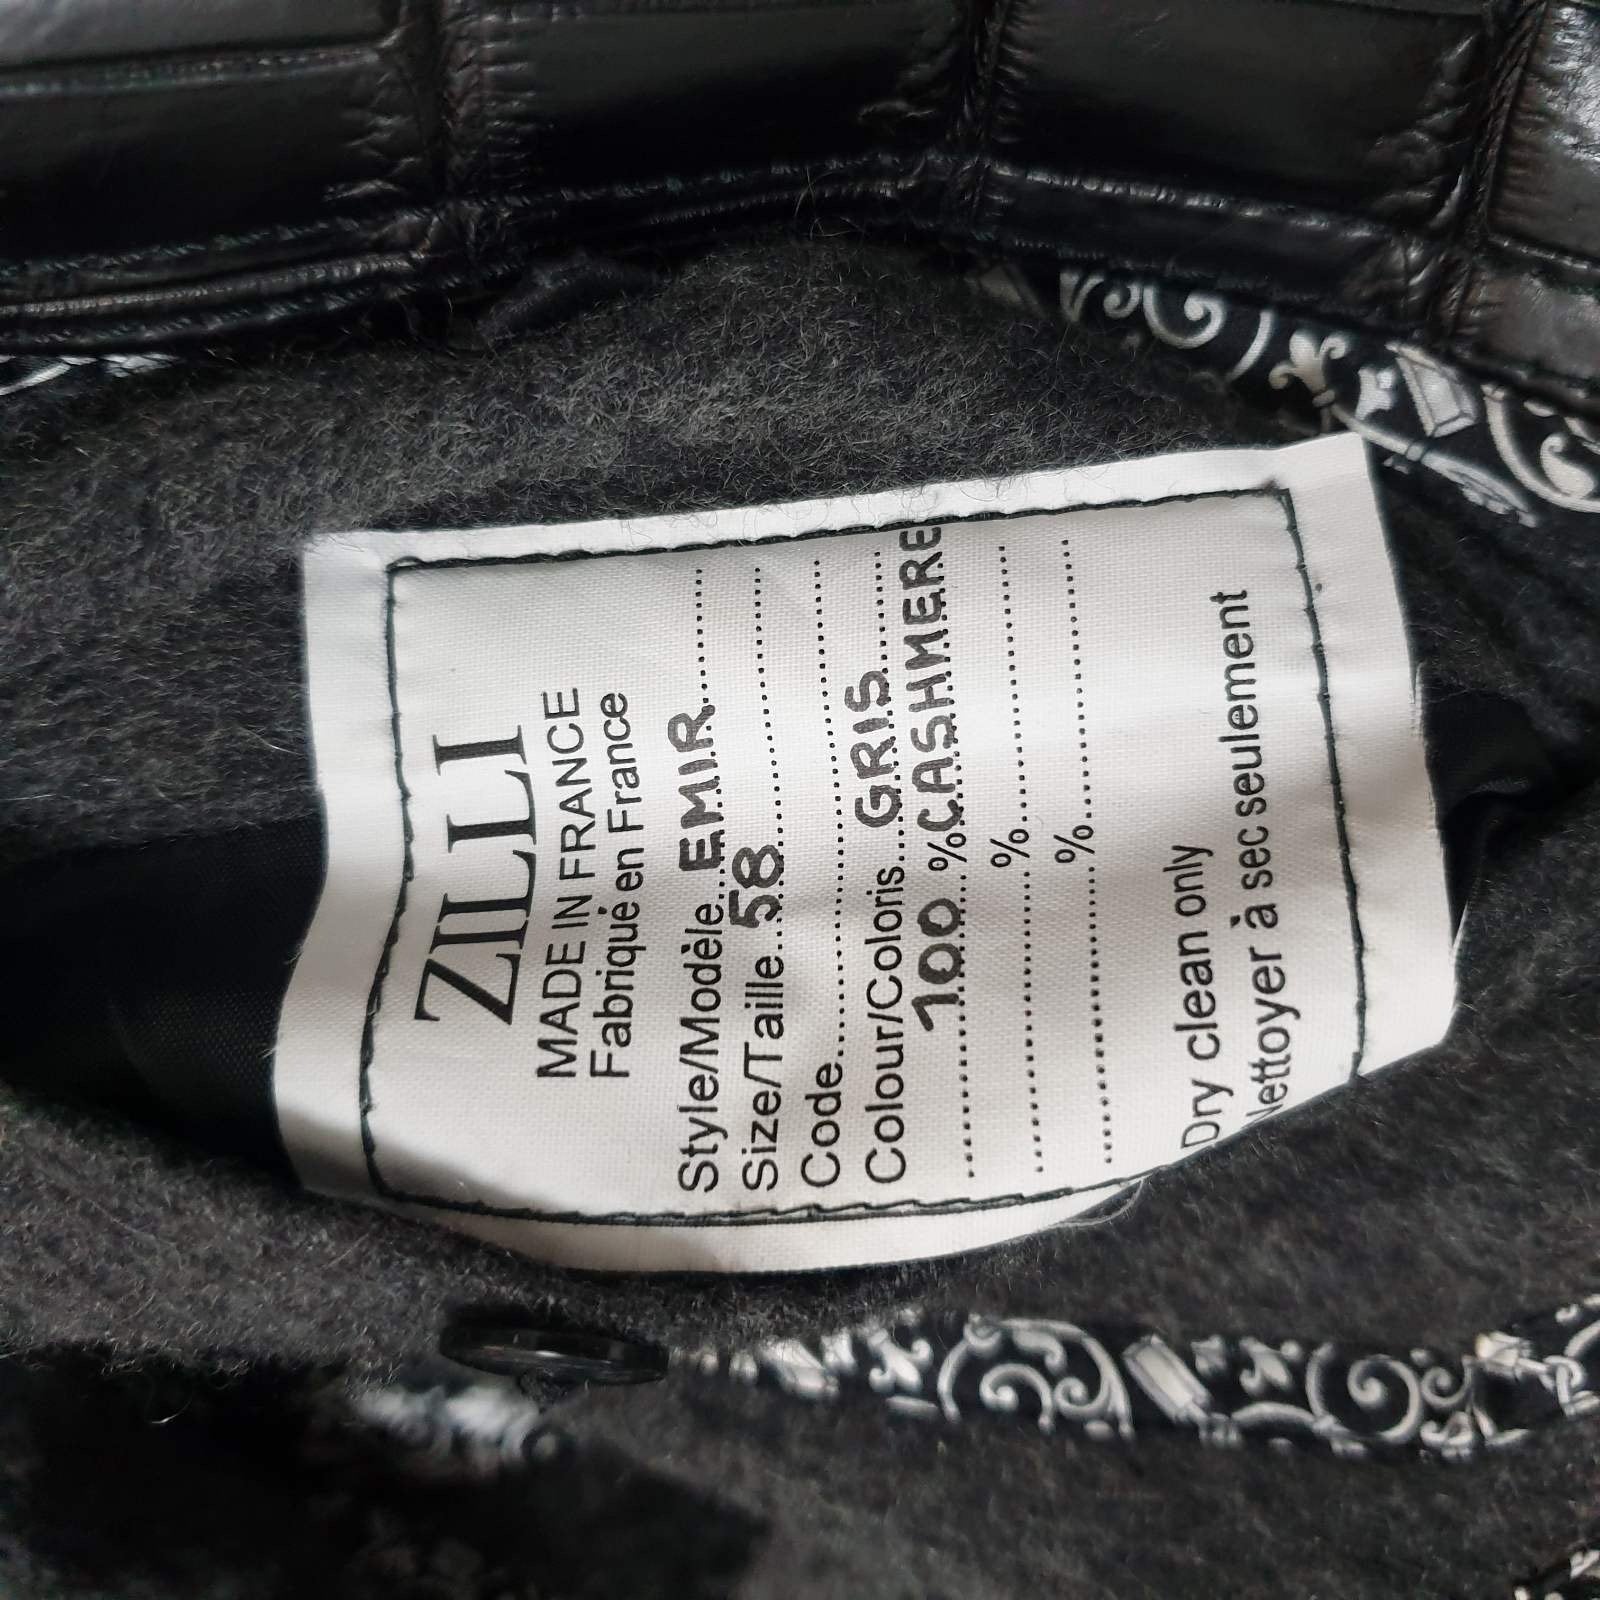 ZILLI
MADE IN FRANCE
Fabriqué en France
Style/Modèle...EMIR..........
Size/Taille...58..........
Code..........
Colour/Coloris....GRIS..........
..........100...%CASHMERE
..........%..........
..........%..........
Dry clean only
Nettoyer à sec seulement